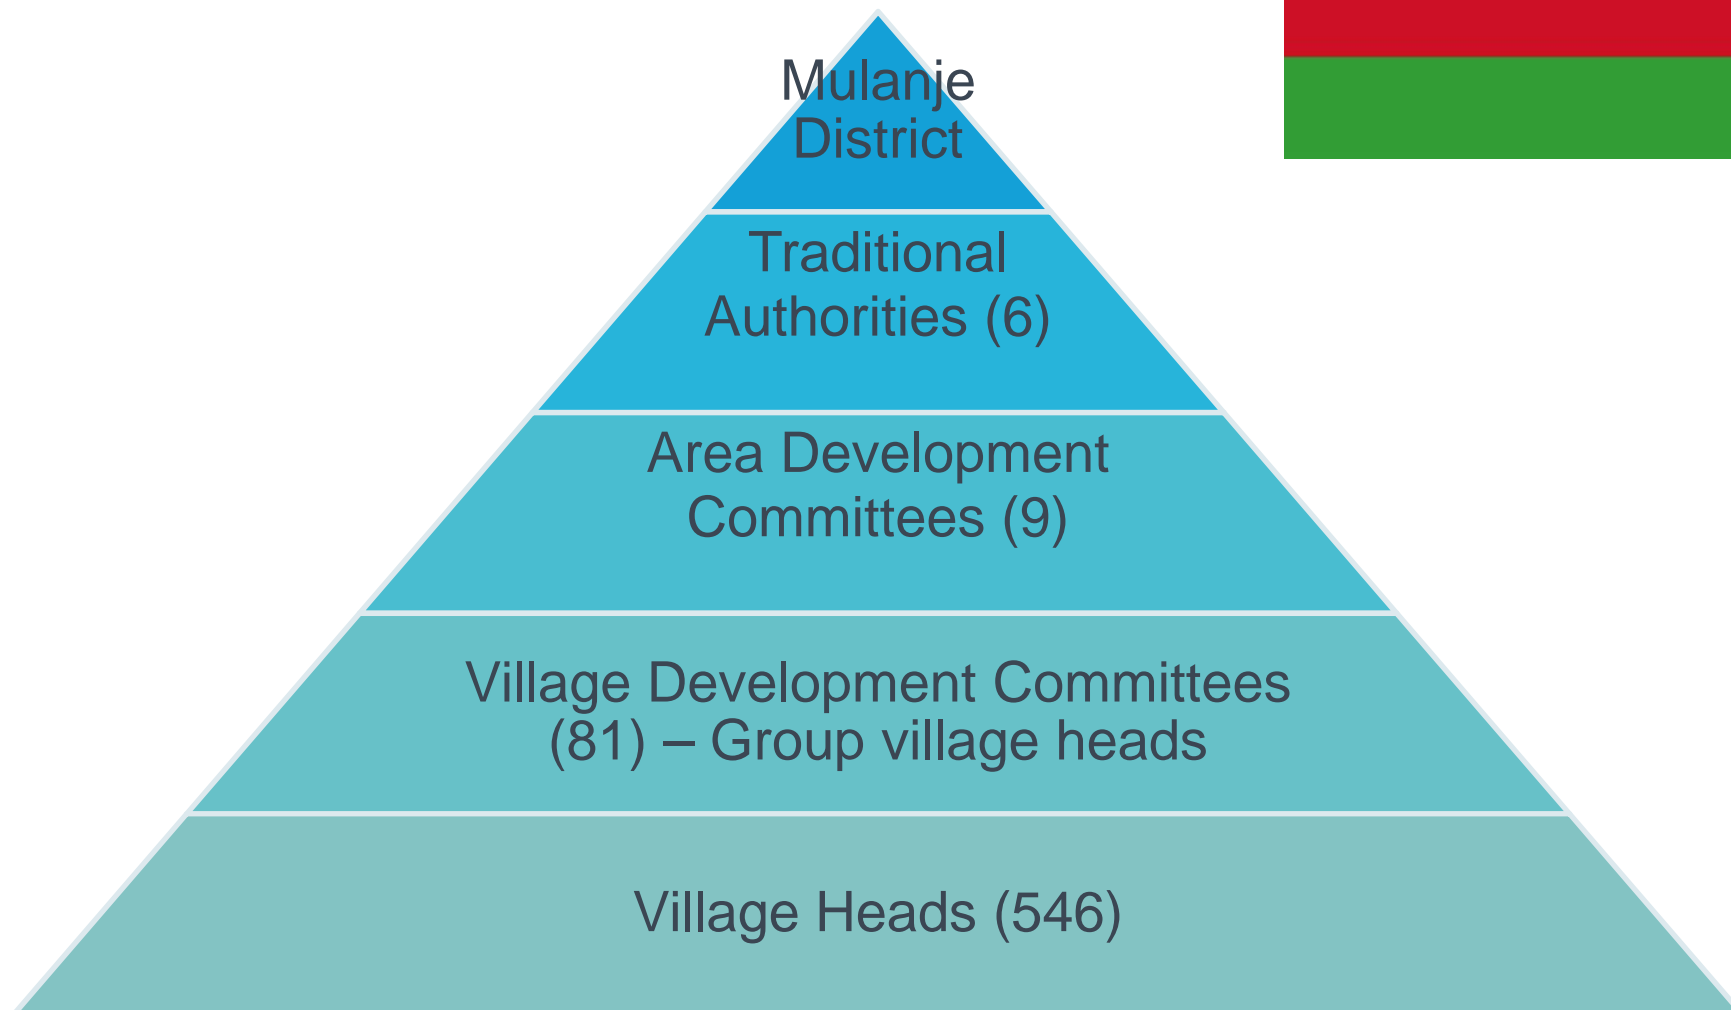 Mulanje
District
Traditional
Authorities (6)
Area Development
Committees (9)
Village Development Committees
(81) – Group village heads
Village Heads (546)